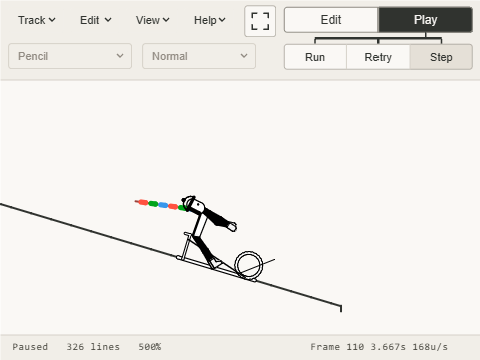 Track Edit View Help Edit Play
Pencil Normal Run Retry Step
Paused 326 lines 500% Frame 110 3.667s 168u/s